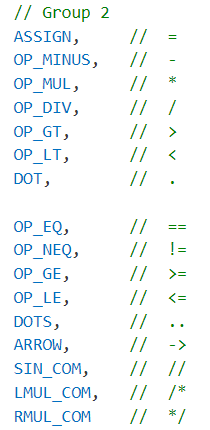 // Group 2
ASSIGN, // =
OP_MINUS, // -
OP_MUL, // *
OP_DIV, // /
OP_GT, // >
OP_LT, // <
DOT, // .
OP_EQ, // ==
OP_NEQ, // !=
OP_GE, // >=
OP_LE, // <=
DOTS, // ..
ARROW, // ->
SIN_COM, // //
LMUL_COM, // /*
RMUL_COM // */